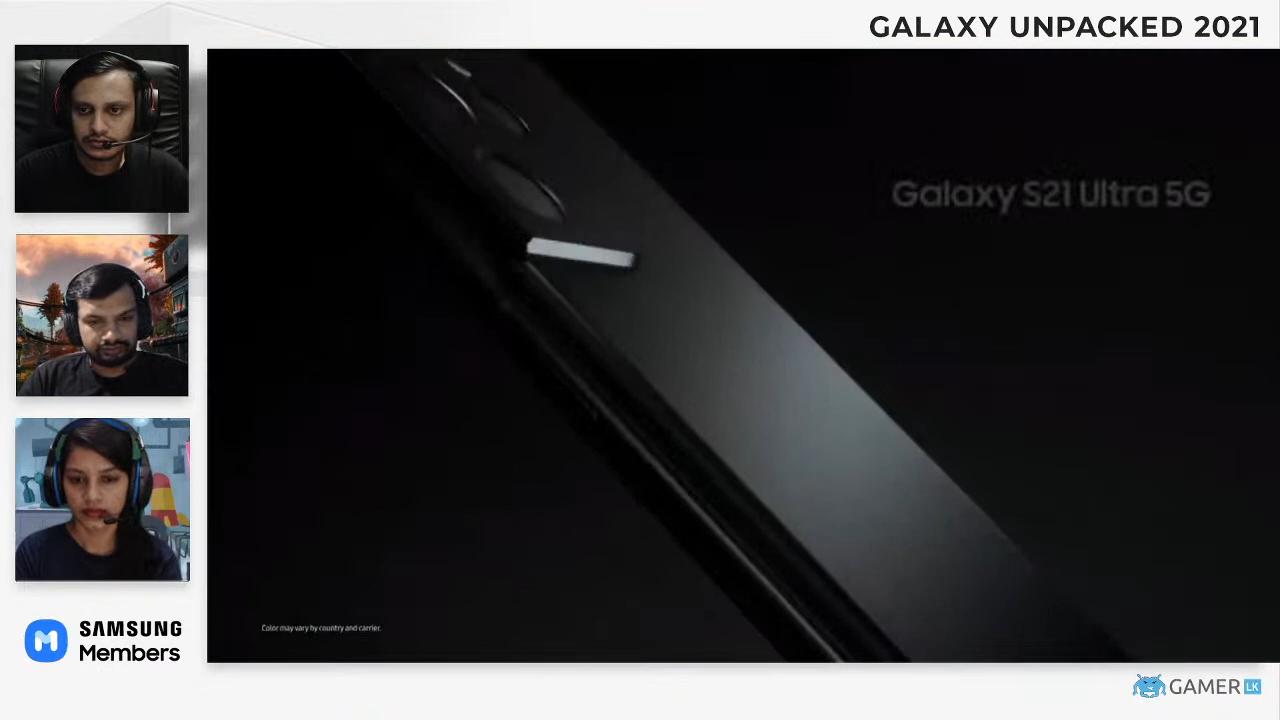 GALAXY UNPACKED 2021
Galaxy S21 Ultra 5G
Color may vary by country and carrier.
SAMSUNG
Members
GAMER LK